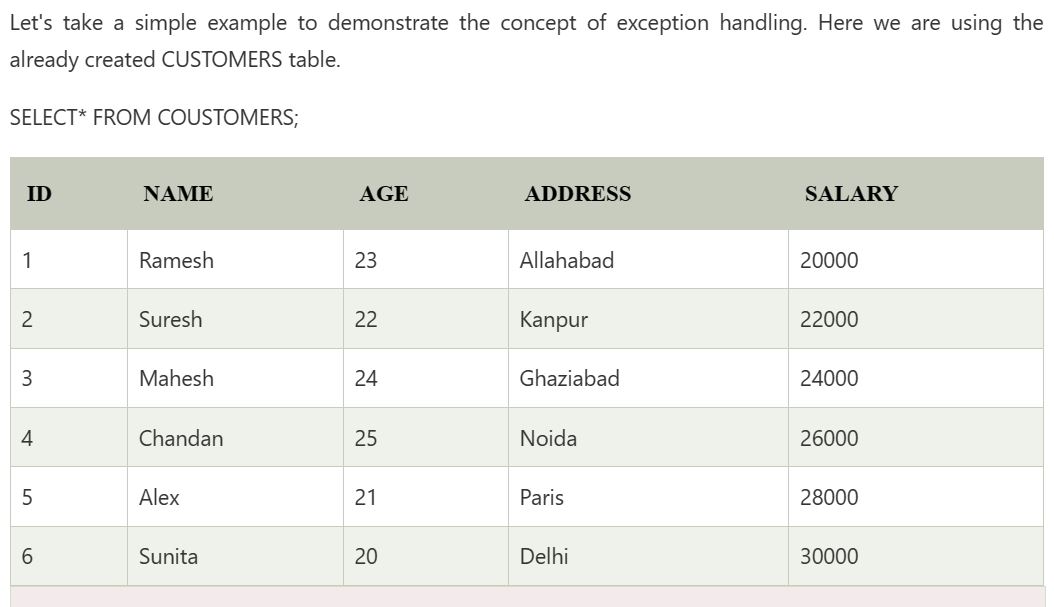 Let's take a simple example to demonstrate the concept of exception handling. Here we are using the
already created CUSTOMERS table.
SELECT* FROM COUSTOMERS;
ID NAME AGE ADDRESS SALARY
1 Ramesh 23 Allahabad 20000
2 Suresh 22 Kanpur 22000
3 Mahesh 24 Ghaziabad 24000
4 Chandan 25 Noida 26000
5 Alex 21 Paris 28000
6 Sunita 20 Delhi 30000